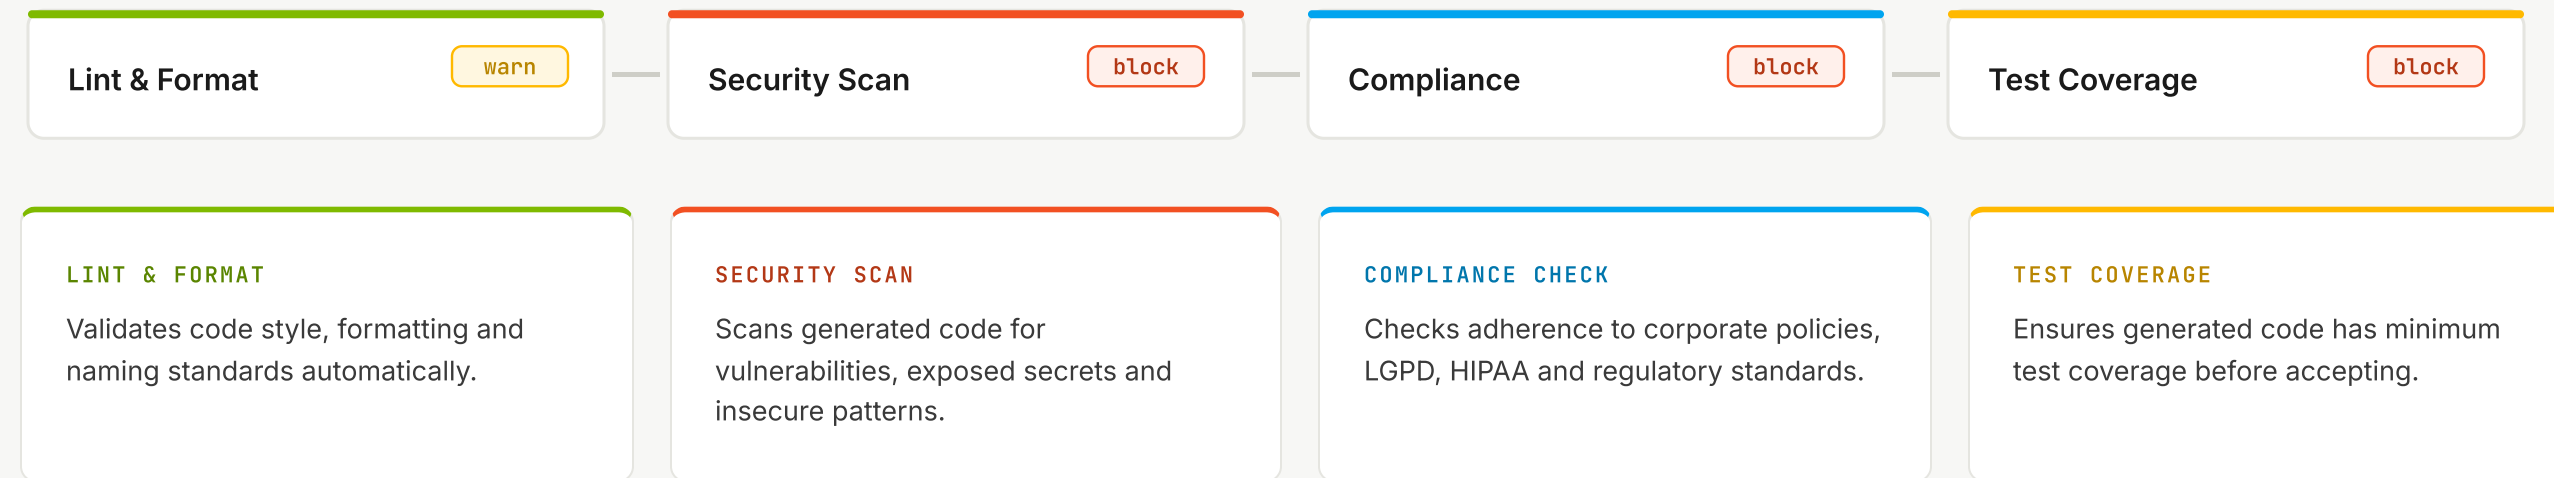 Lint & Format
warn
Security Scan
block
Compliance
block
Test Coverage
block
LINT & FORMAT
Validates code style, formatting and
naming standards automatically.
SECURITY SCAN
Scans generated code for
vulnerabilities, exposed secrets and
insecure patterns.
COMPLIANCE CHECK
Checks adherence to corporate policies,
LGPD, HIPAA and regulatory standards.
TEST COVERAGE
Ensures generated code has minimum
test coverage before accepting.